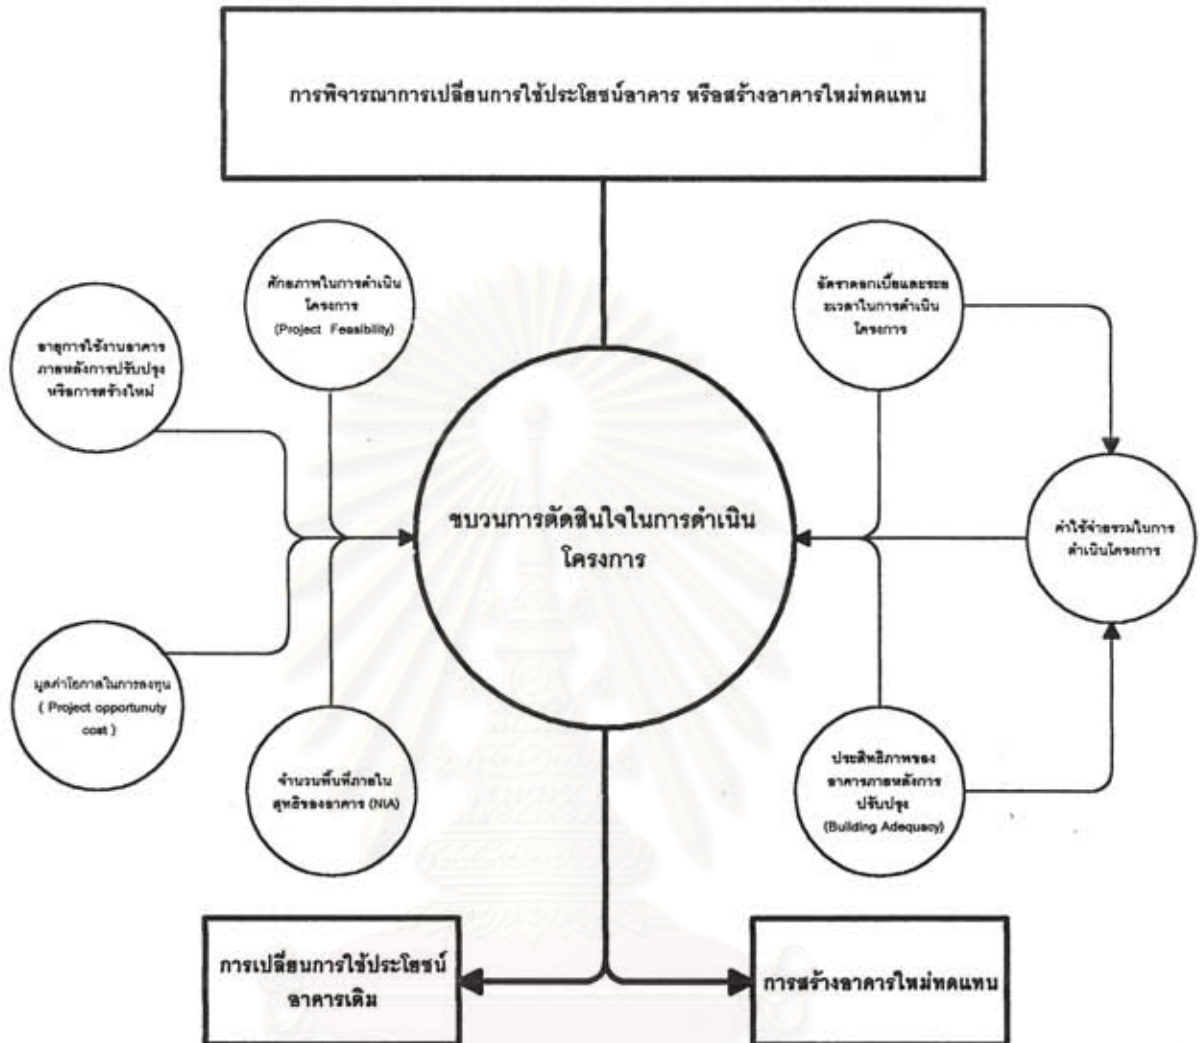 การพิจารณาการเปลี่ยนการใช้ประโยชน์อาคาร หรือสร้างอาคารใหม่ทดแทน
ศักยภาพในการดำเนิน
โครงการ
(Project Feasibility)
อัตราดอกเบี้ยและระย
ะเวลาในการดำเนิน
โครงการ
อายุการใช้งานอาคาร
ภายหลังการปรับปรุง
หรือการสร้างใหม่
ขบวนการตัดสินใจในการดำเนิน
โครงการ
ค่าใช้จ่ายรวมในการ
ดำเนินโครงการ
มูลค่าโอกาสในการลงทุน
( Project opportunuty
cost )
จำนวนพื้นที่ภายใน
สุทธิของอาคาร (NIA)
ประสิทธิภาพของ
อาคารภายหลังการ
ปรับปรุง
(Building Adequacy)
การเปลี่ยนการใช้ประโยชน์
อาคารเดิม
การสร้างอาคารใหม่ทดแทน